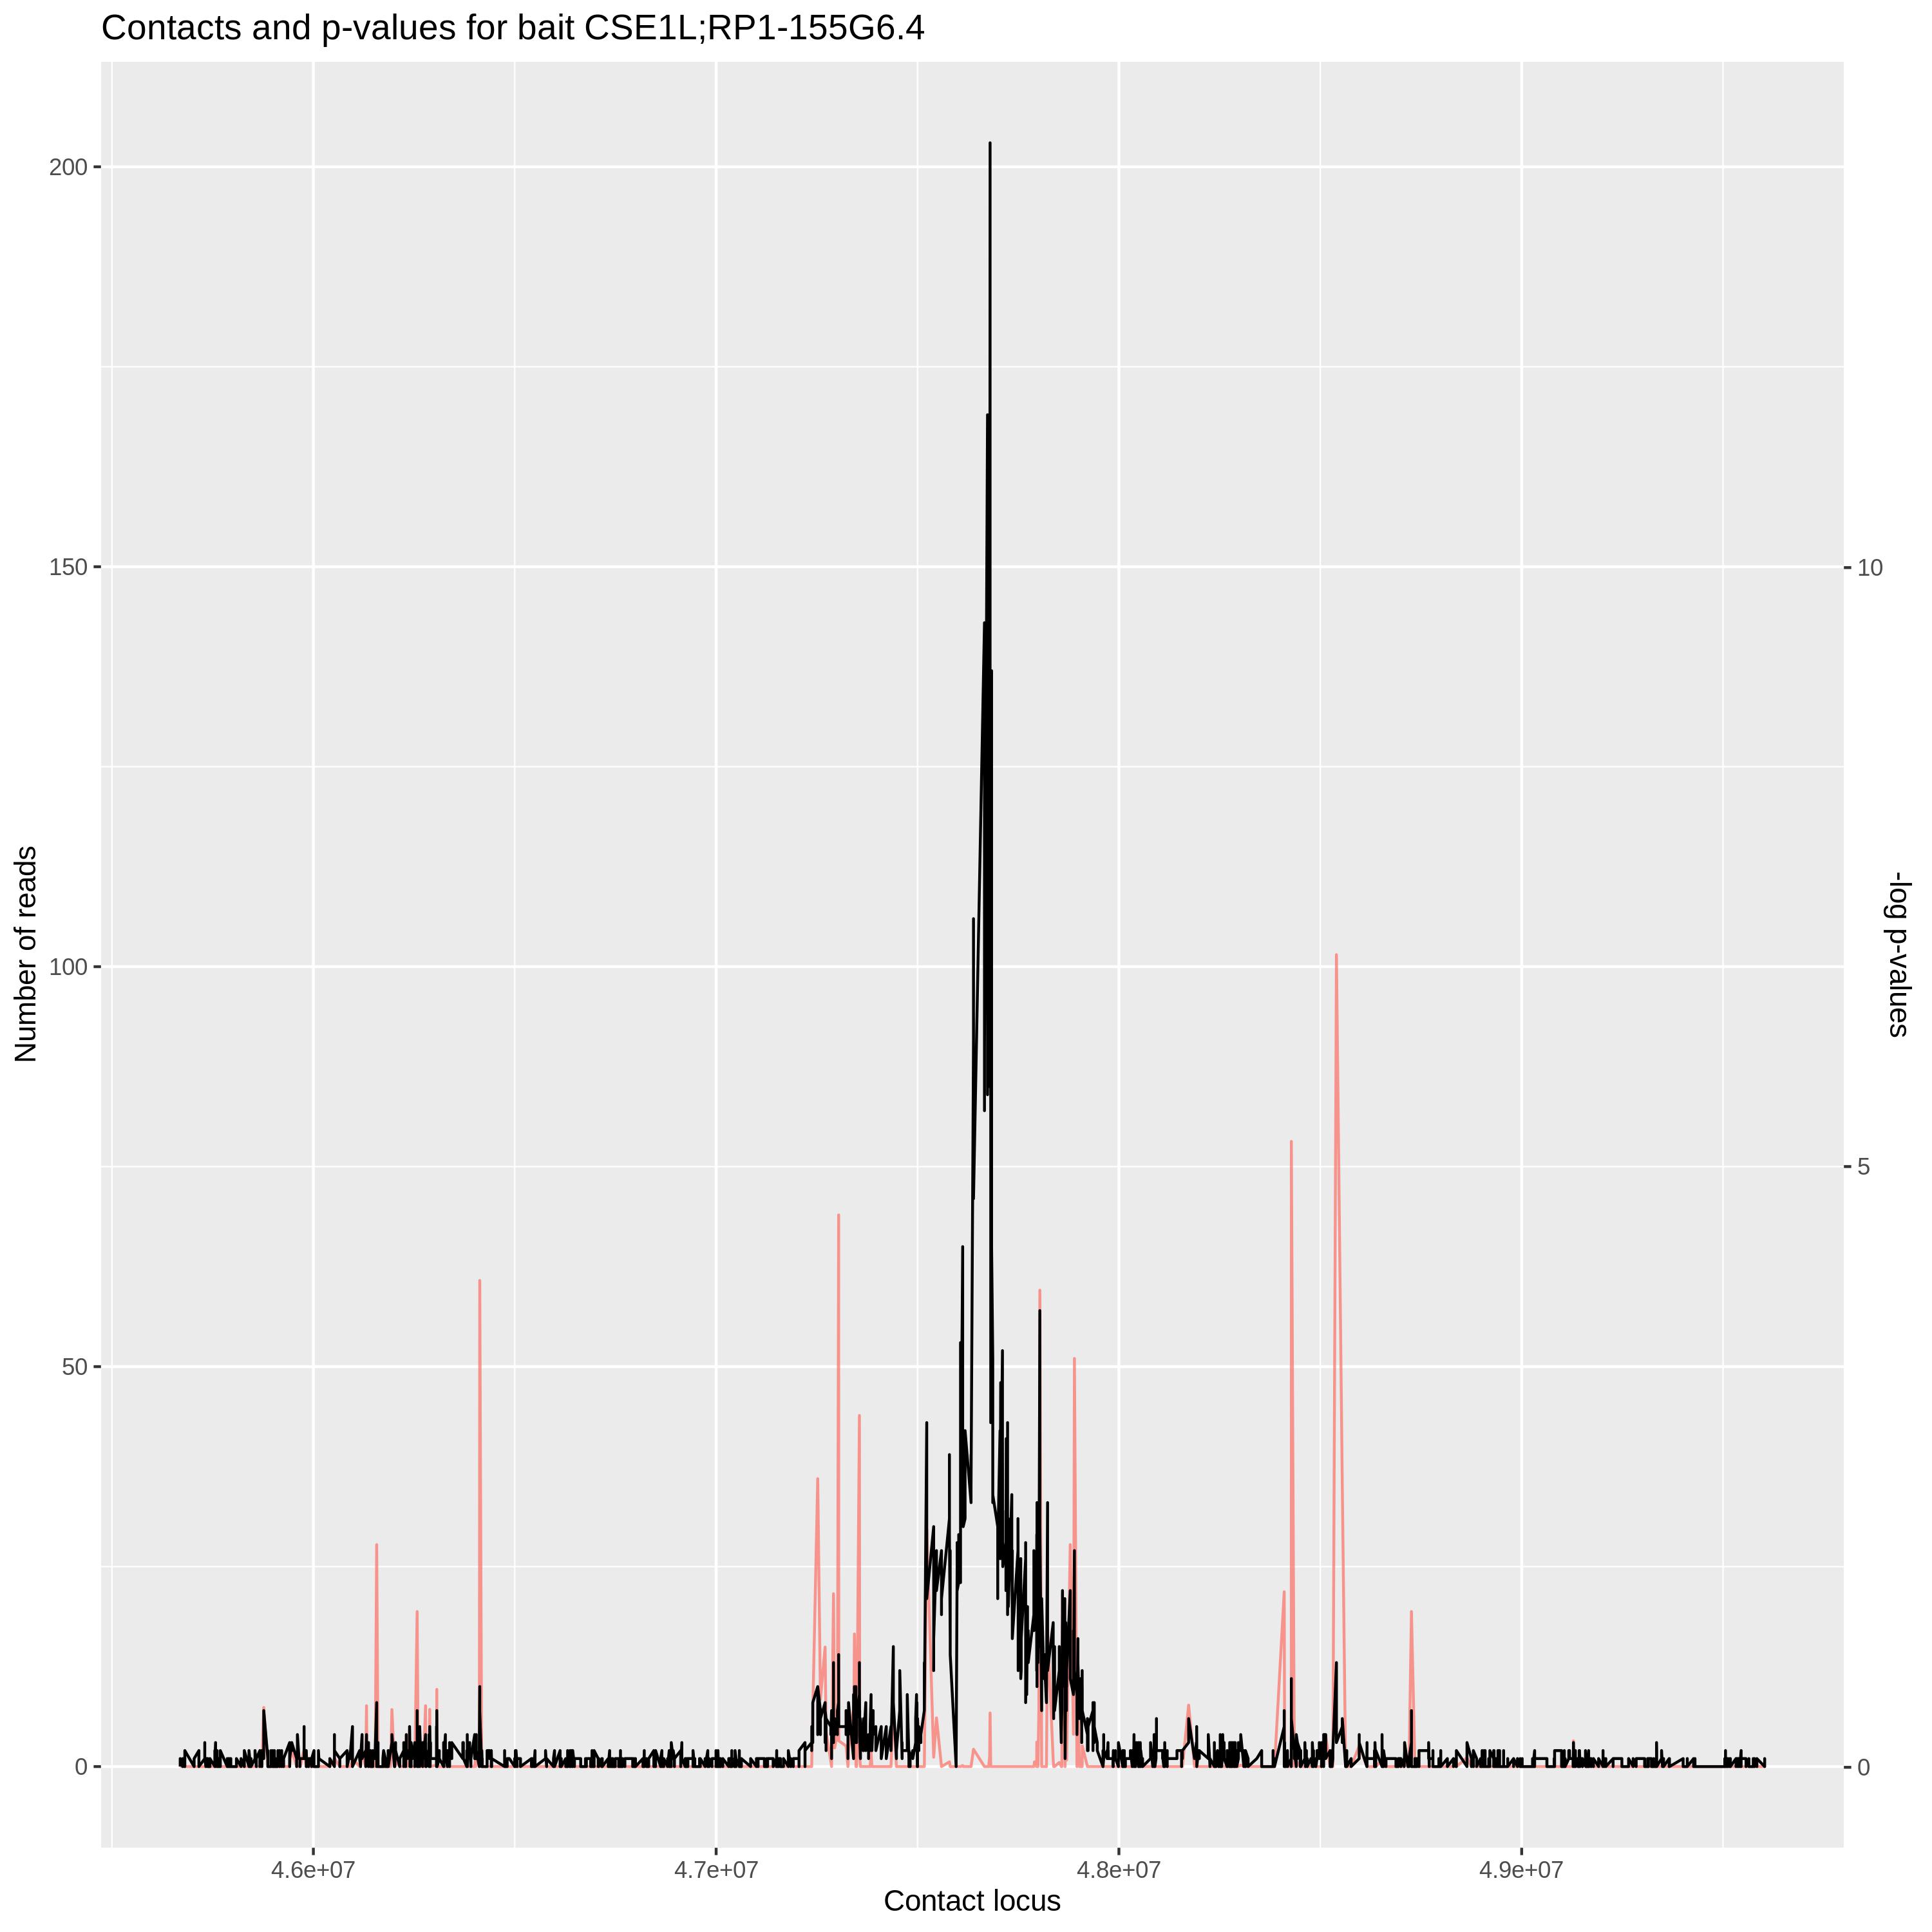 Contacts and p-values for bait CSE1L;RP1-155G6.4
200
150
100
50
0
10
5
0
Number of reads
-log p-values
4.6e+07
4.7e+07
4.8e+07
4.9e+07
Contact locus